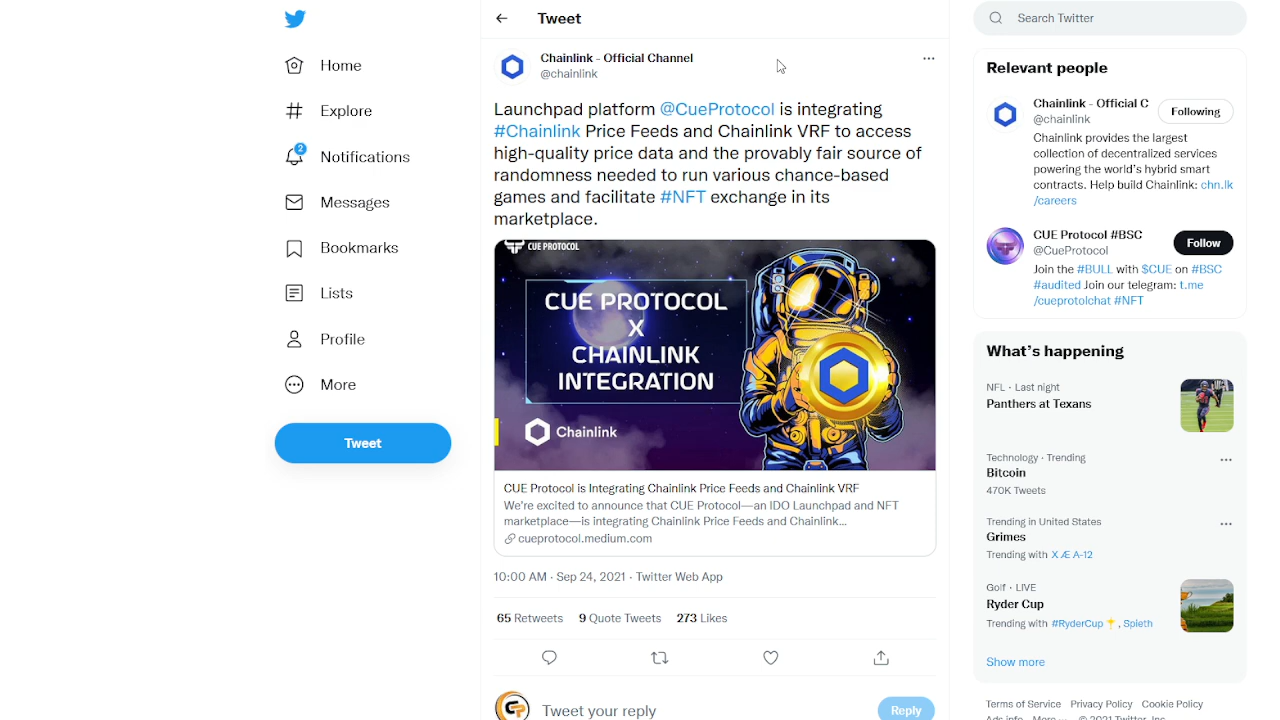 Home
Explore
2
Notifications
Messages
Bookmarks
Lists
Profile
More
Tweet
Tweet
Chainlink - Official Channel
@chainlink
Launchpad platform @CueProtocol is integrating
#Chainlink Price Feeds and Chainlink VRF to access
high-quality price data and the provably fair source of
randomness needed to run various chance-based
games and facilitate #NFT exchange in its
marketplace.
CUE PROTOCOL
CUE PROTOCOL
X
CHAINLINK
INTEGRATION
Chainlink
CUE Protocol is Integrating Chainlink Price Feeds and Chainlink VRF
We're excited to announce that CUE Protocol—an IDO Launchpad and NFT
marketplace—is integrating Chainlink Price Feeds and Chainlink...
cueprotocol.medium.com
10:00 AM · Sep 24, 2021 · Twitter Web App
65 Retweets 9 Quote Tweets 273 Likes
Tweet your reply
Reply
Search Twitter
Relevant people
Chainlink - Official C
@chainlink
Following
Chainlink provides the largest
collection of decentralized services
powering the world's hybrid smart
contracts. Help build Chainlink: chn.lk
/careers
CUE Protocol #BSC
@CueProtocol
Follow
Join the #BULL with $CUE on #BSC
#audited Join our telegram: t.me
/cueprotolchat #NFT
What's happening
NFL · Last night
Panthers at Texans
Technology · Trending
Bitcoin
470K Tweets
Trending in United States
Grimes
Trending with X Æ A-12
Golf · LIVE
Ryder Cup
Trending with #RyderCup , Spieth
Show more
Terms of Service Privacy Policy Cookie Policy
Ads info More ··· © 2021 Twitter, Inc.